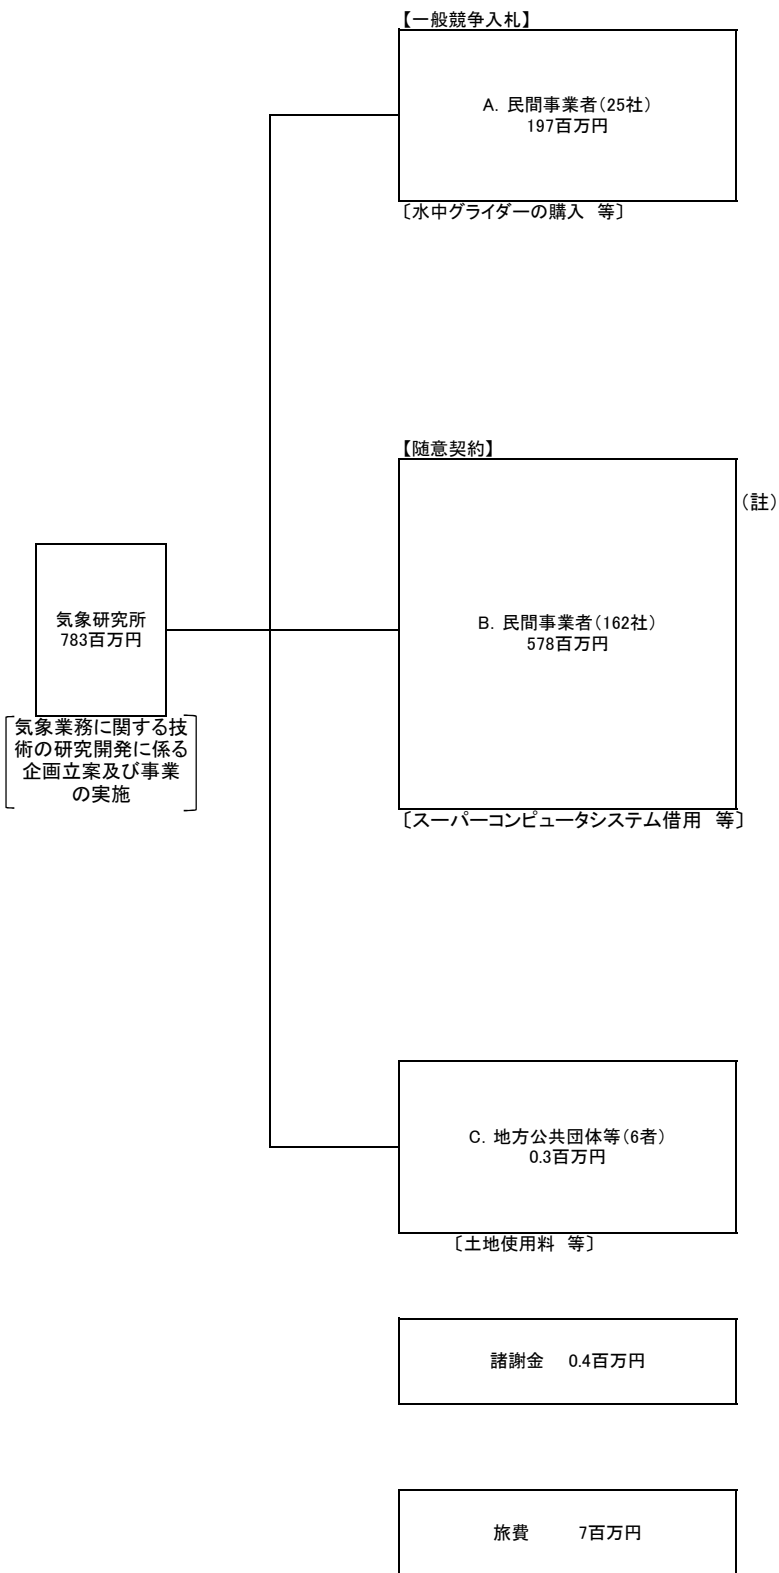 【一般競争入札】
A. 民間事業者(25社)
197百万円
〔水中グライダーの購入　等〕
【随意契約】
(註)
気象研究所
783百万円
B. 民間事業者(162社)
578百万円
気象業務に関する技
術の研究開発に係る
企画立案及び事業
の実施
〔スーパーコンピュータシステム借用　等〕
C. 地方公共団体等(6者)
0.3百万円
〔土地使用料　等〕
諸謝金　0.4百万円
旅費　　7百万円